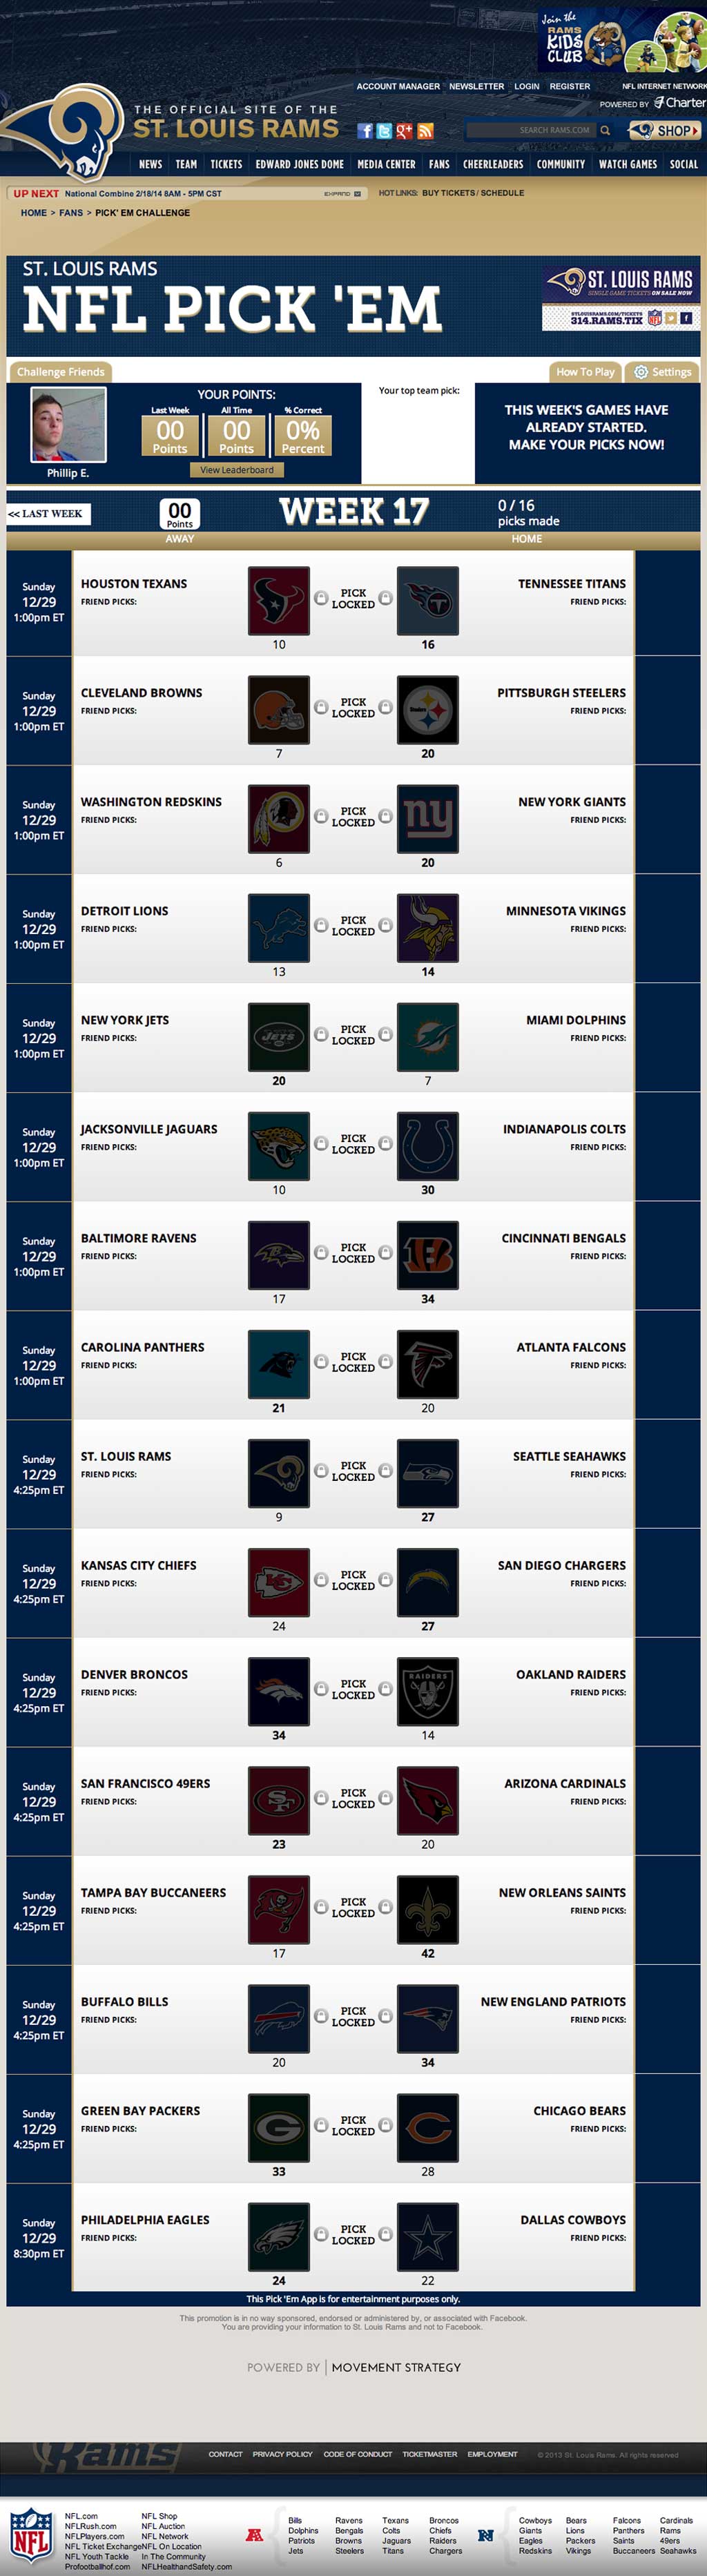 Join the
RAMS
KIDS
CLUB
ACCOUNT MANAGER NEWSLETTER LOGIN REGISTER
NFL INTERNET NETWORK
POWERED BY Charter
THE OFFICIAL SITE OF THE
ST. LOUIS RAMS
SEARCH RAMS.COM
SHOP
NEWS TEAM TICKETS EDWARD JONES DOME MEDIA CENTER FANS CHEERLEADERS COMMUNITY WATCH GAMES SOCIAL
UP NEXT National Combine 2/18/14 8AM - 5PM CST EXPAND HOT LINKS: BUY TICKETS / SCHEDULE
HOME > FANS > PICK' EM CHALLENGE
ST. LOUIS RAMS
NFL PICK 'EM
ST. LOUIS RAMS
SINGLE GAME TICKETS ON SALE NOW
STLOUISRAMS.COM/TICKETS
314.RAMS.TIX
Challenge Friends How To Play Settings
YOUR POINTS:
Last Week All Time % Correct
00 00 0%
Points Points Percent
View Leaderboard
Phillip E.
Your top team pick:
THIS WEEK'S GAMES HAVE
ALREADY STARTED.
MAKE YOUR PICKS NOW!
<< LAST WEEK
00
Points
WEEK 17
0 / 16
picks made
AWAY HOME
Sunday
12/29
1:00pm ET
HOUSTON TEXANS TENNESSEE TITANS
FRIEND PICKS: PICK LOCKED FRIEND PICKS:
10 16
Sunday
12/29
1:00pm ET
CLEVELAND BROWNS PITTSBURGH STEELERS
FRIEND PICKS: PICK LOCKED FRIEND PICKS:
7 20
Sunday
12/29
1:00pm ET
WASHINGTON REDSKINS NEW YORK GIANTS
FRIEND PICKS: PICK LOCKED ny FRIEND PICKS:
6 20
Sunday
12/29
1:00pm ET
DETROIT LIONS MINNESOTA VIKINGS
FRIEND PICKS: PICK LOCKED FRIEND PICKS:
13 14
Sunday
12/29
1:00pm ET
NEW YORK JETS MIAMI DOLPHINS
FRIEND PICKS: JETS PICK LOCKED FRIEND PICKS:
20 7
Sunday
12/29
1:00pm ET
JACKSONVILLE JAGUARS INDIANAPOLIS COLTS
FRIEND PICKS: PICK LOCKED FRIEND PICKS:
10 30
Sunday
12/29
1:00pm ET
BALTIMORE RAVENS CINCINNATI BENGALS
FRIEND PICKS: PICK LOCKED FRIEND PICKS:
17 34
Sunday
12/29
1:00pm ET
CAROLINA PANTHERS ATLANTA FALCONS
FRIEND PICKS: PICK LOCKED FRIEND PICKS:
21 20
Sunday
12/29
4:25pm ET
ST. LOUIS RAMS SEATTLE SEAHAWKS
FRIEND PICKS: PICK LOCKED FRIEND PICKS:
9 27
Sunday
12/29
4:25pm ET
KANSAS CITY CHIEFS SAN DIEGO CHARGERS
FRIEND PICKS: PICK LOCKED FRIEND PICKS:
24 27
Sunday
12/29
4:25pm ET
DENVER BRONCOS OAKLAND RAIDERS
FRIEND PICKS: PICK LOCKED RAIDERS FRIEND PICKS:
34 14
Sunday
12/29
4:25pm ET
SAN FRANCISCO 49ERS ARIZONA CARDINALS
FRIEND PICKS: SF PICK LOCKED FRIEND PICKS:
23 20
Sunday
12/29
4:25pm ET
TAMPA BAY BUCCANEERS NEW ORLEANS SAINTS
FRIEND PICKS: PICK LOCKED FRIEND PICKS:
17 42
Sunday
12/29
4:25pm ET
BUFFALO BILLS NEW ENGLAND PATRIOTS
FRIEND PICKS: PICK LOCKED FRIEND PICKS:
20 34
Sunday
12/29
4:25pm ET
GREEN BAY PACKERS CHICAGO BEARS
FRIEND PICKS: G PICK LOCKED C FRIEND PICKS:
33 28
Sunday
12/29
8:30pm ET
PHILADELPHIA EAGLES DALLAS COWBOYS
FRIEND PICKS: PICK LOCKED FRIEND PICKS:
24 22
This Pick 'Em App is for entertainment purposes only.
This promotion is in no way sponsored, endorsed or administered by, or associated with Facebook.
You are providing your information to St. Louis Rams and not to Facebook.
POWERED BY | MOVEMENT STRATEGY
Rams
CONTACT PRIVACY POLICY CODE OF CONDUCT TICKETMASTER EMPLOYMENT © 2013 St. Louis Rams. All rights reserved
NFL
NFL.com NFL Shop
NFLRush.com NFL Auction
NFLPlayers.com NFL Network
NFL Ticket Exchange NFL On Location
NFL Youth Tackle In The Community
Profootballhof.com NFLHealthandSafety.com
A
Bills Ravens Texans Broncos
Dolphins Bengals Colts Chiefs
Patriots Browns Jaguars Raiders
Jets Steelers Titans Chargers
N
Cowboys Bears Falcons Cardinals
Giants Lions Panthers Rams
Eagles Packers Saints 49ers
Redskins Vikings Buccaneers Seahawks